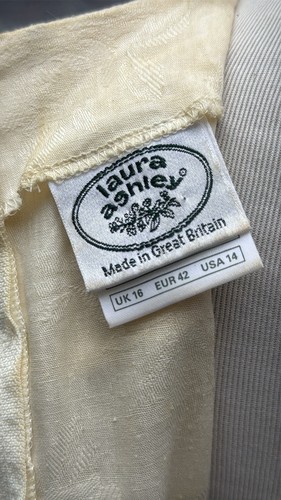 laura
ashley®
Made in Great Britain
UK 16 EUR 42 USA 14